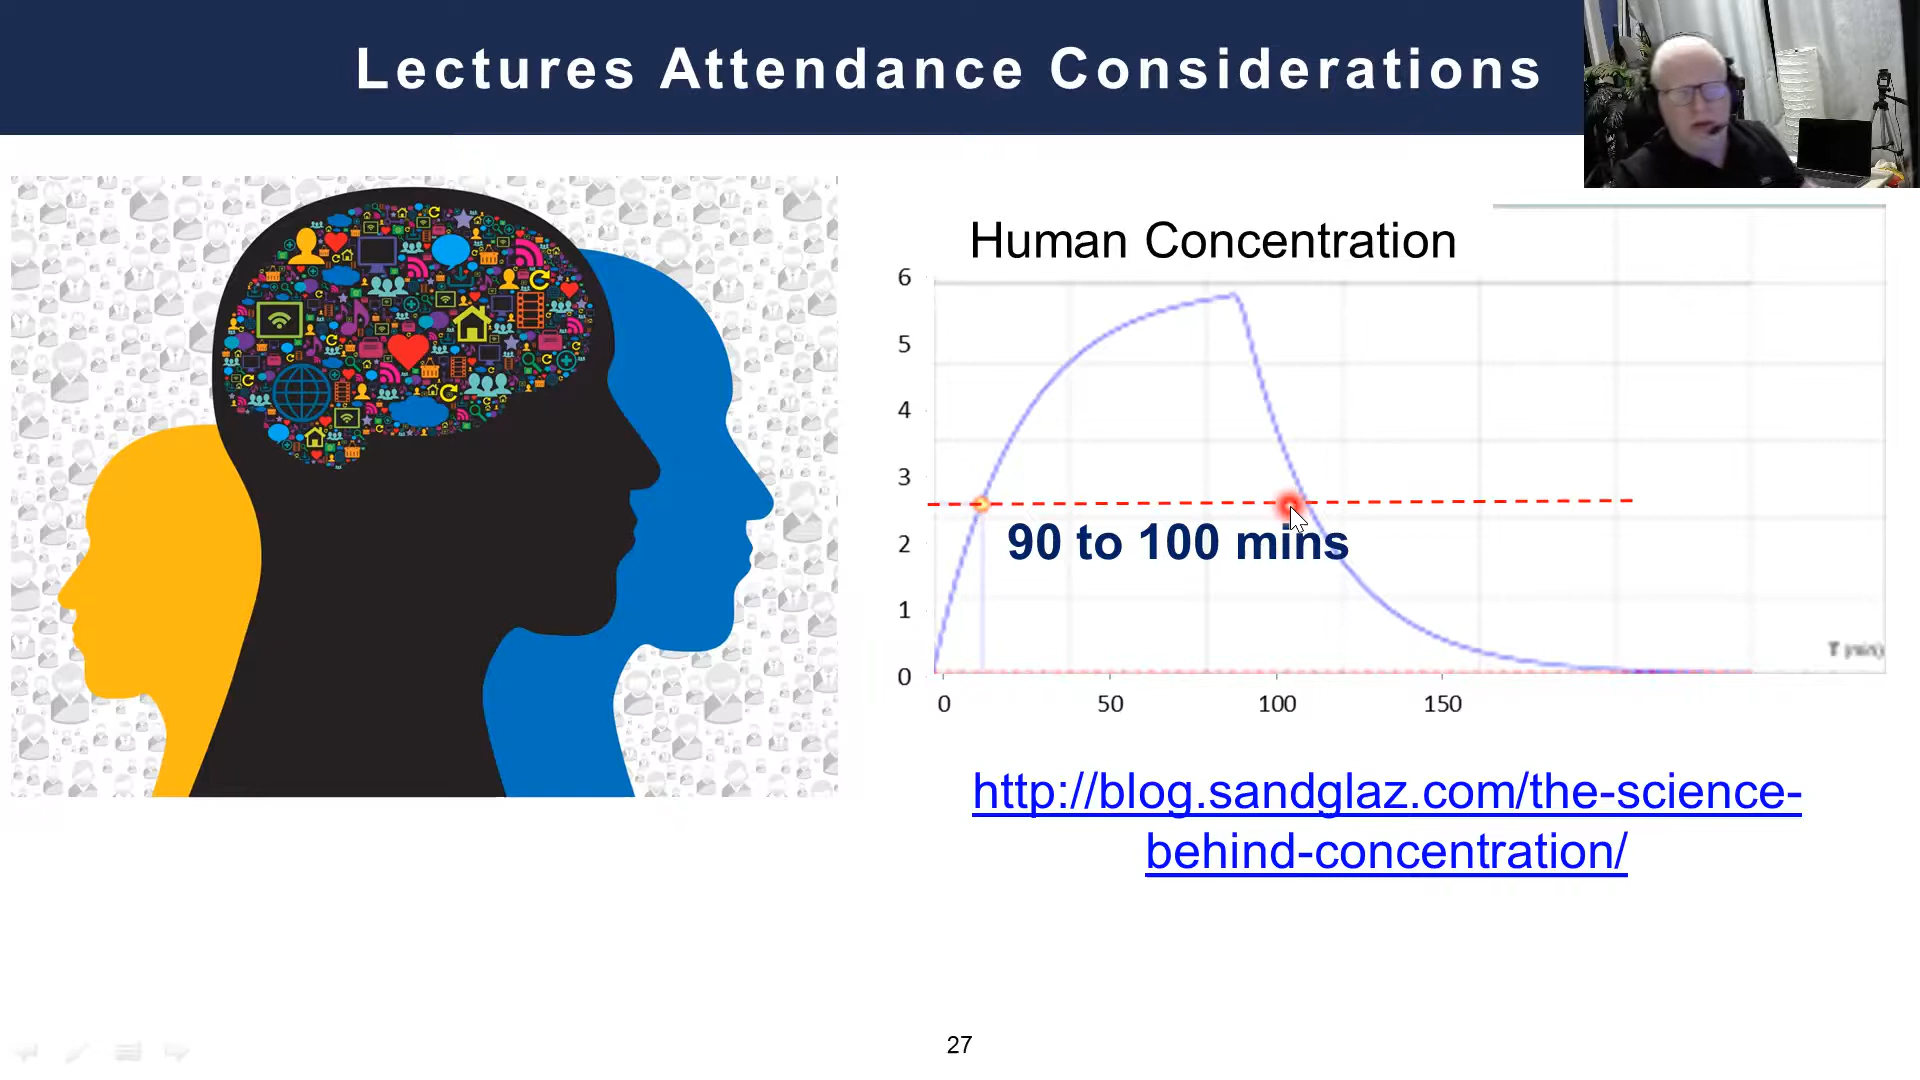 Lectures Attendance Considerations
Human Concentration
6
5
4
3
2
1
0
90 to 100 mins
T (min)
0 50 100 150
http://blog.sandglaz.com/the-science-
behind-concentration/
27